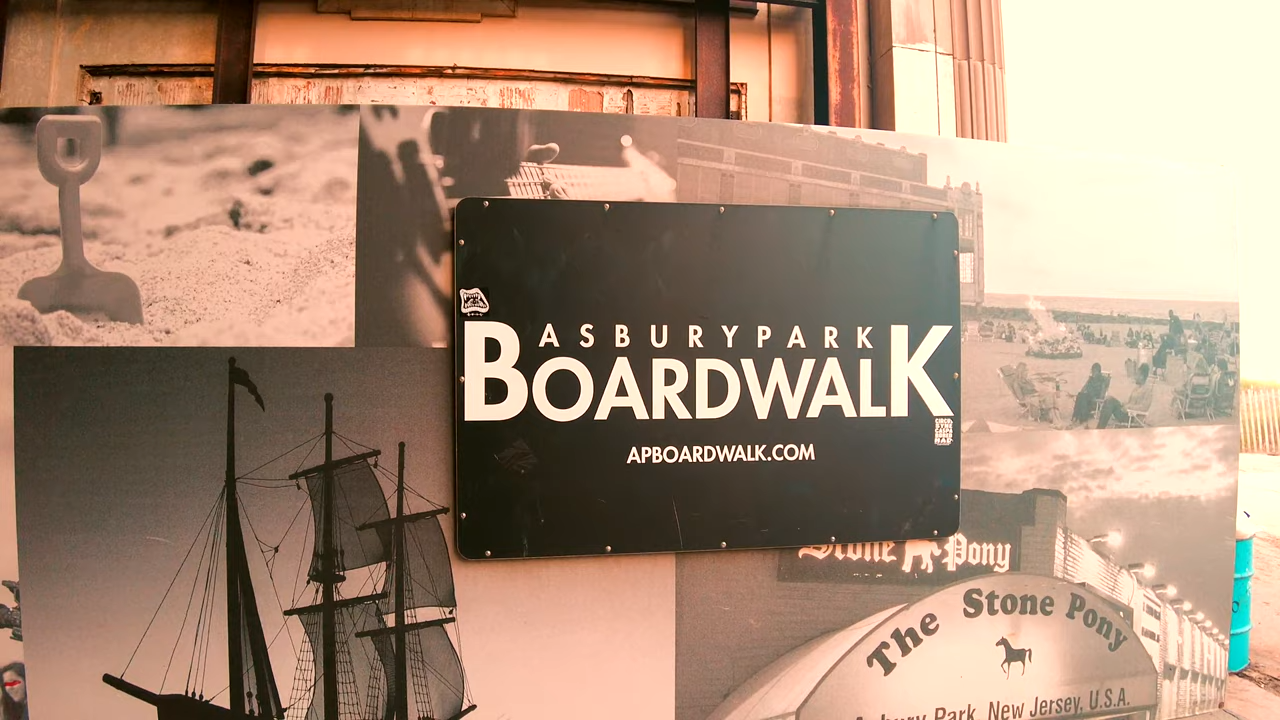 ASBURY PARK
BOARDWALK
APBOARDWALK.COM
Stone Pony
The Stone Pony
Asbury Park, New Jersey, U.S.A.